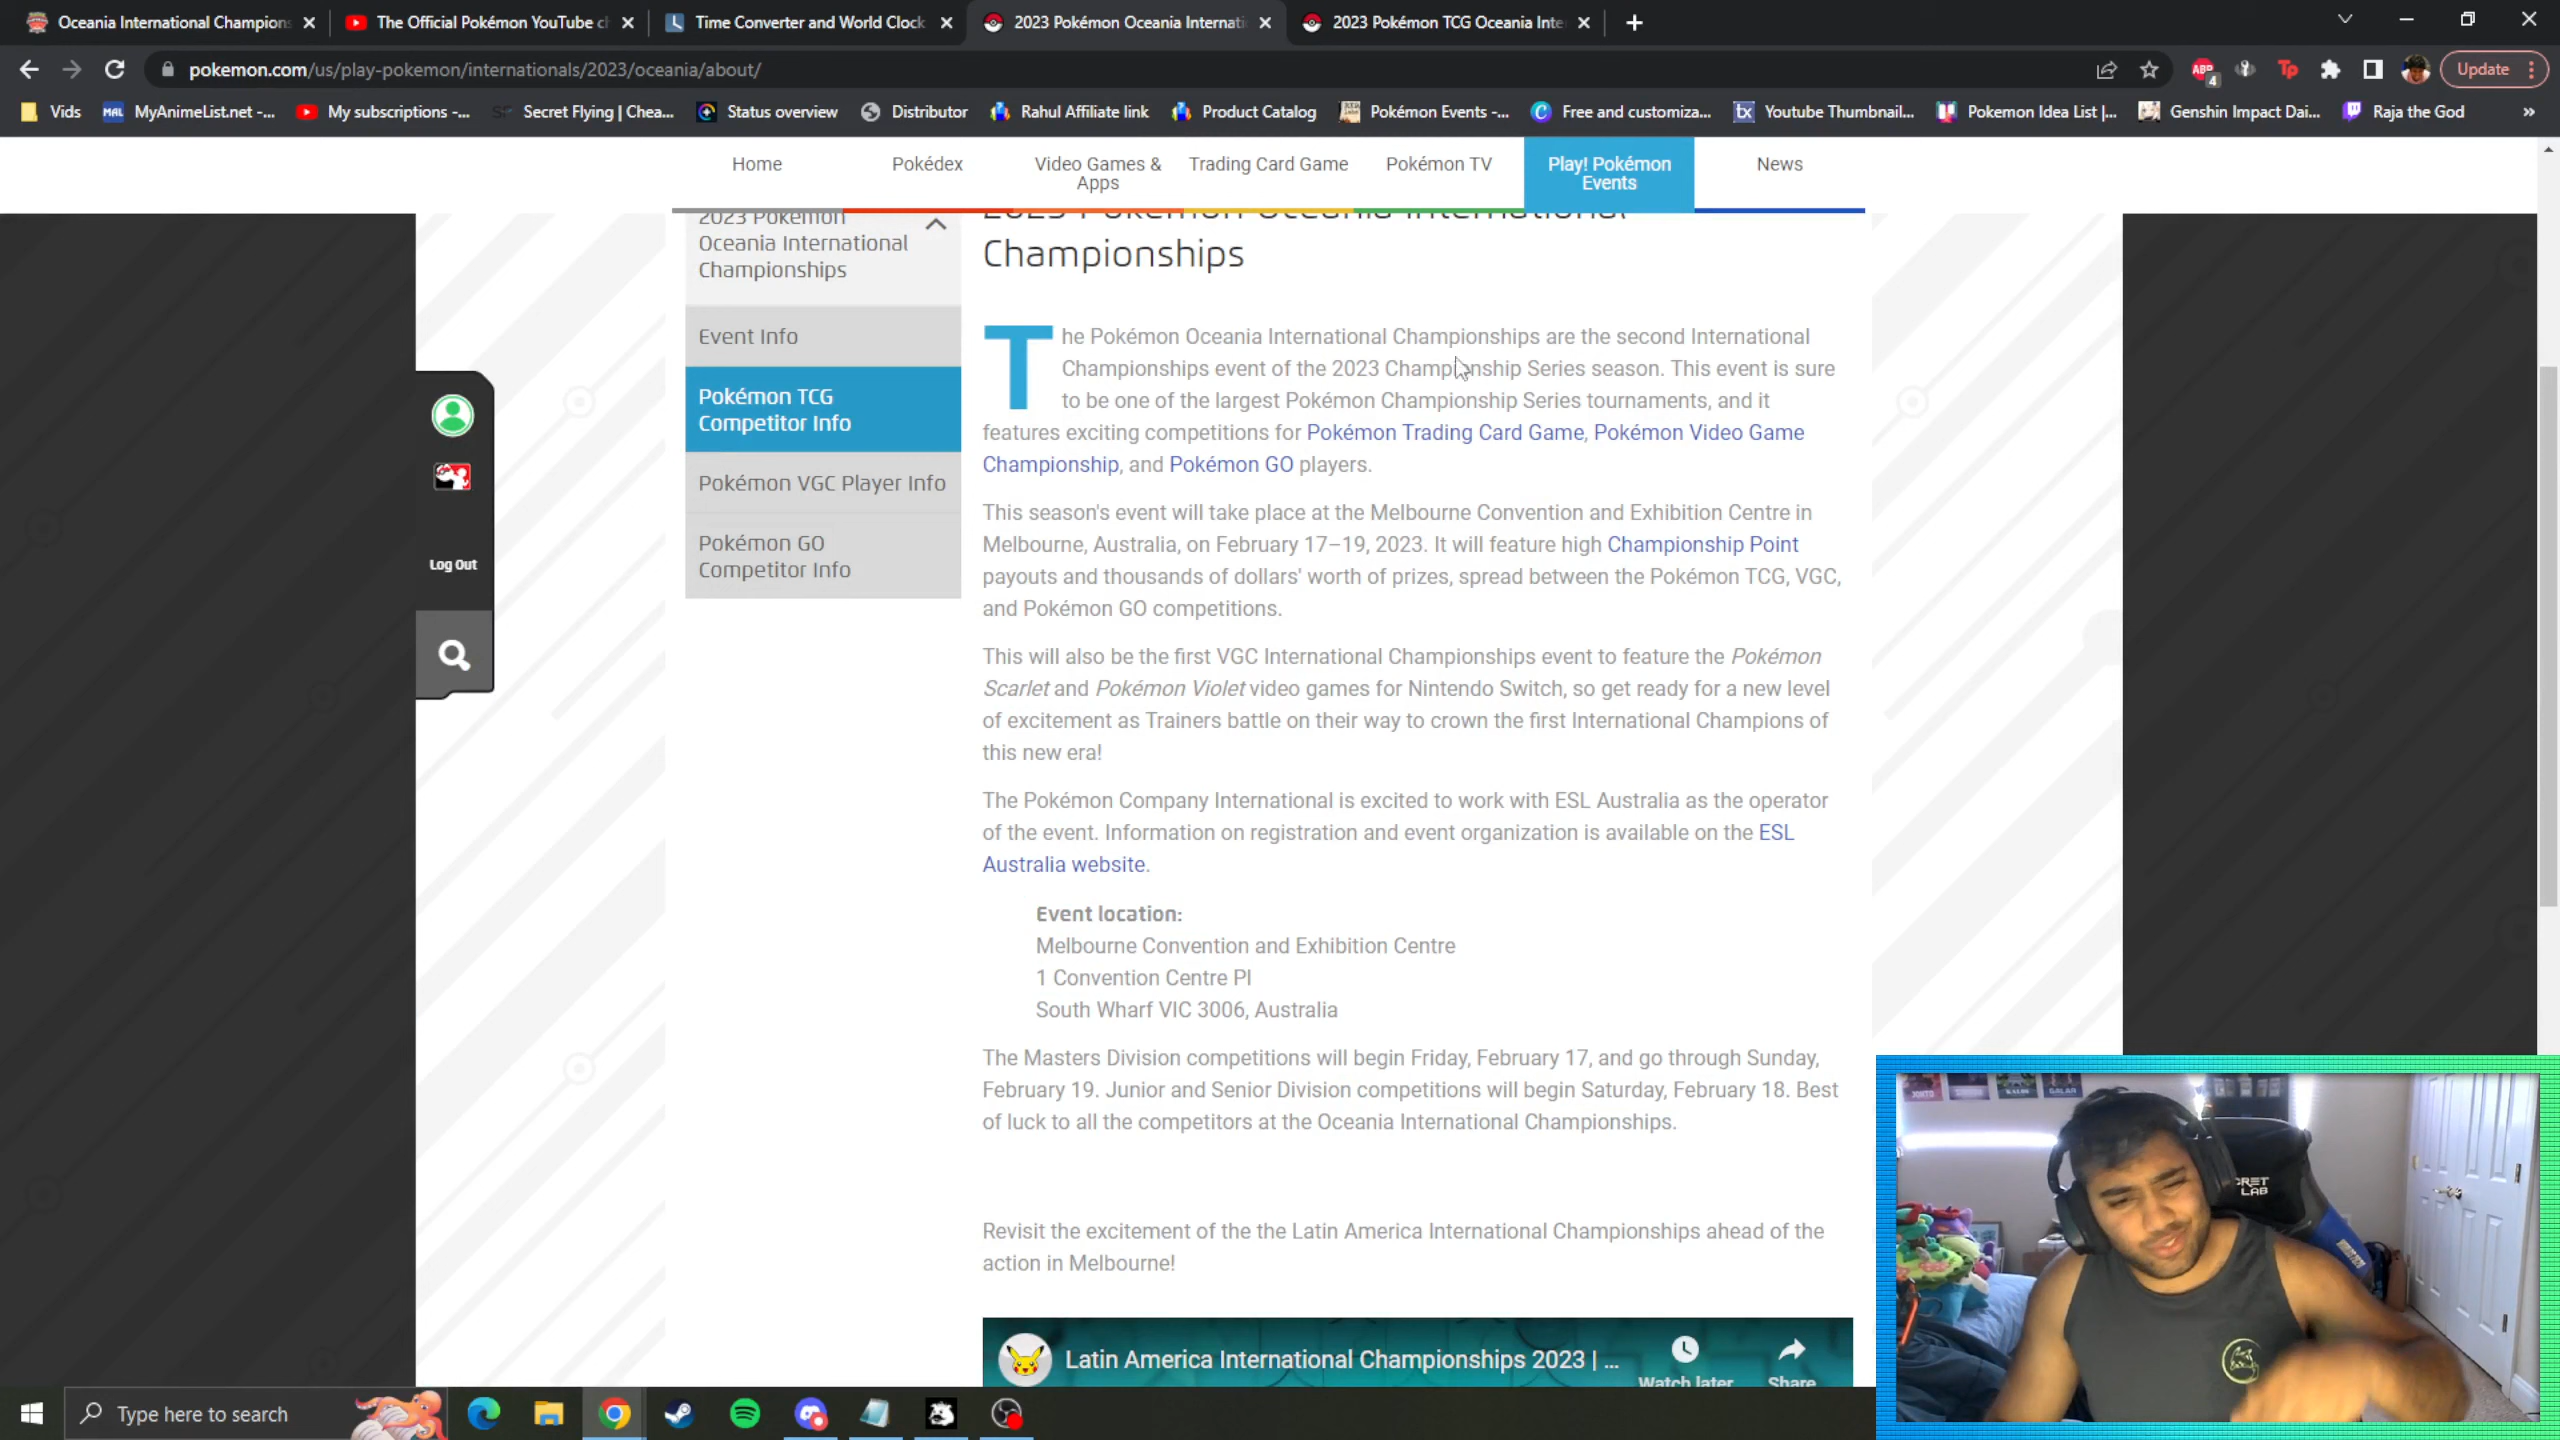 Oceania International Champions
The Official Pokémon YouTube ch
Time Converter and World Clock
2023 Pokémon Oceania Internati
2023 Pokémon TCG Oceania Inte
pokemon.com/us/play-pokemon/internationals/2023/oceania/about/
ABP
4
Tp
Update
Vids
MAL
MyAnimeList.net -...
My subscriptions -...
SF
Secret Flying | Chea...
Status overview
Distributor
Rahul Affiliate link
Product Catalog
Pokémon Events -...
Free and customiza...
tx
Youtube Thumbnail...
Pokemon Idea List |...
Genshin Impact Dai...
Raja the God
»
Home
Pokédex
Video Games &
Apps
Trading Card Game
Pokémon TV
Play! Pokémon
Events
News
2023 Pokémon
Oceania International
Championships
Event Info
Pokémon TCG
Competitor Info
Pokémon VGC Player Info
Pokémon GO
Competitor Info
Log Out
2023 Pokémon Oceania International
Championships
The Pokémon Oceania International Championships are the second International
Championships event of the 2023 Championship Series season. This event is sure
to be one of the largest Pokémon Championship Series tournaments, and it
features exciting competitions for Pokémon Trading Card Game, Pokémon Video Game
Championship, and Pokémon GO players.
This season's event will take place at the Melbourne Convention and Exhibition Centre in
Melbourne, Australia, on February 17–19, 2023. It will feature high Championship Point
payouts and thousands of dollars' worth of prizes, spread between the Pokémon TCG, VGC,
and Pokémon GO competitions.
This will also be the first VGC International Championships event to feature the Pokémon
Scarlet and Pokémon Violet video games for Nintendo Switch, so get ready for a new level
of excitement as Trainers battle on their way to crown the first International Champions of
this new era!
The Pokémon Company International is excited to work with ESL Australia as the operator
of the event. Information on registration and event organization is available on the ESL
Australia website.
Event location:
Melbourne Convention and Exhibition Centre
1 Convention Centre Pl
South Wharf VIC 3006, Australia
The Masters Division competitions will begin Friday, February 17, and go through Sunday,
February 19. Junior and Senior Division competitions will begin Saturday, February 18. Best
of luck to all the competitors at the Oceania International Championships.
Revisit the excitement of the the Latin America International Championships ahead of the
action in Melbourne!
Latin America International Championships 2023 | ...
Watch later
Share
Type here to search
JOHTO
GALAR
LAB